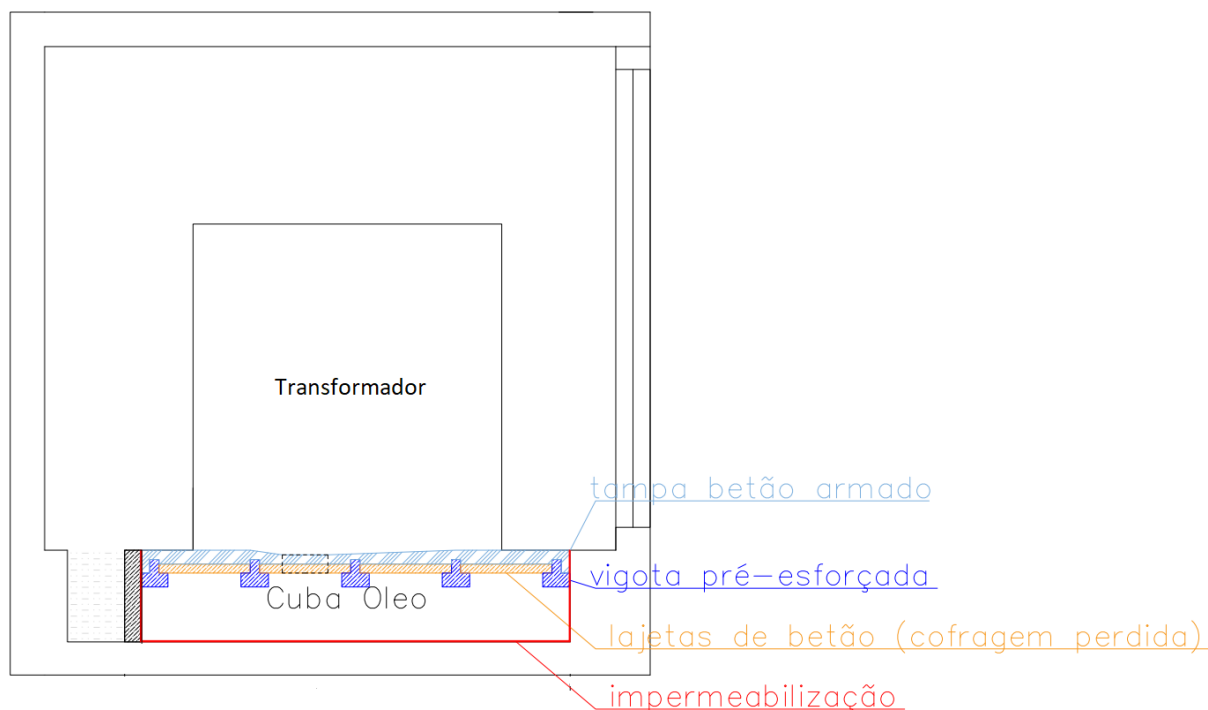 Transformador
tampa betão armado
vigota pré-esforçada
Cuba Oleo
lajetas de betão (cofragem perdida)
impermeabilização